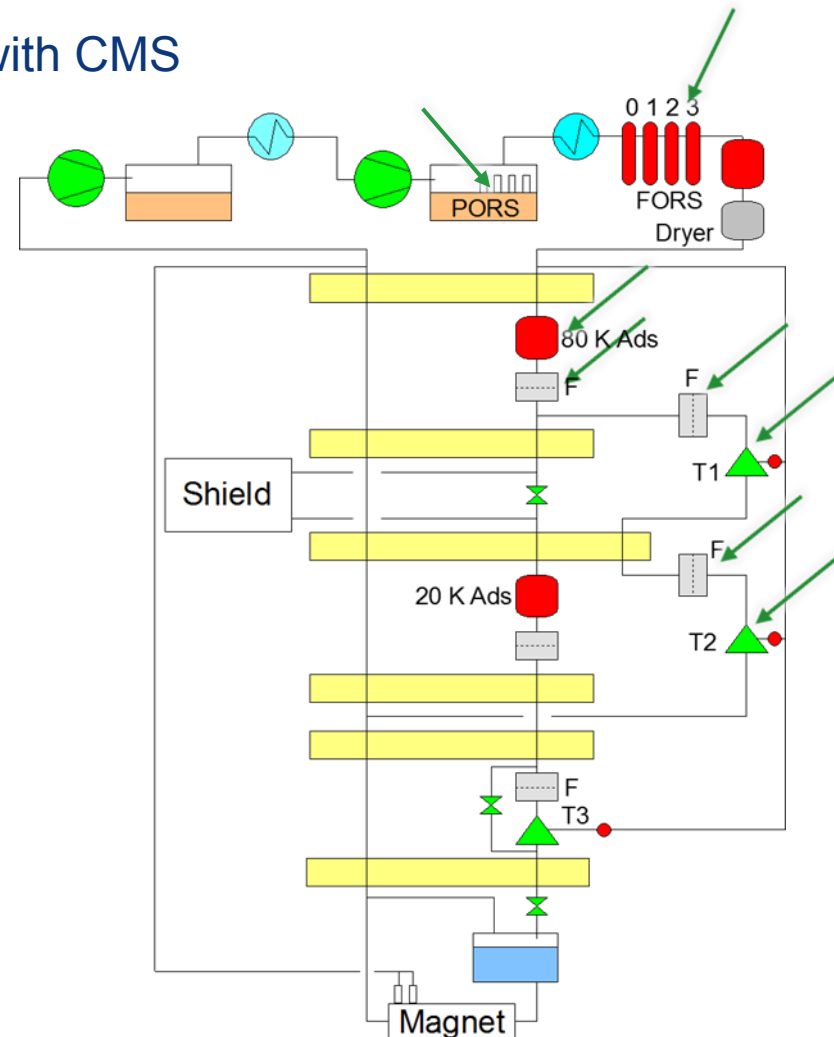 with CMS
0 1 2 3
PORS
FORS
Dryer
80 K Ads
F
F
T1
Shield
F
20 K Ads
T2
F
T3
Magnet